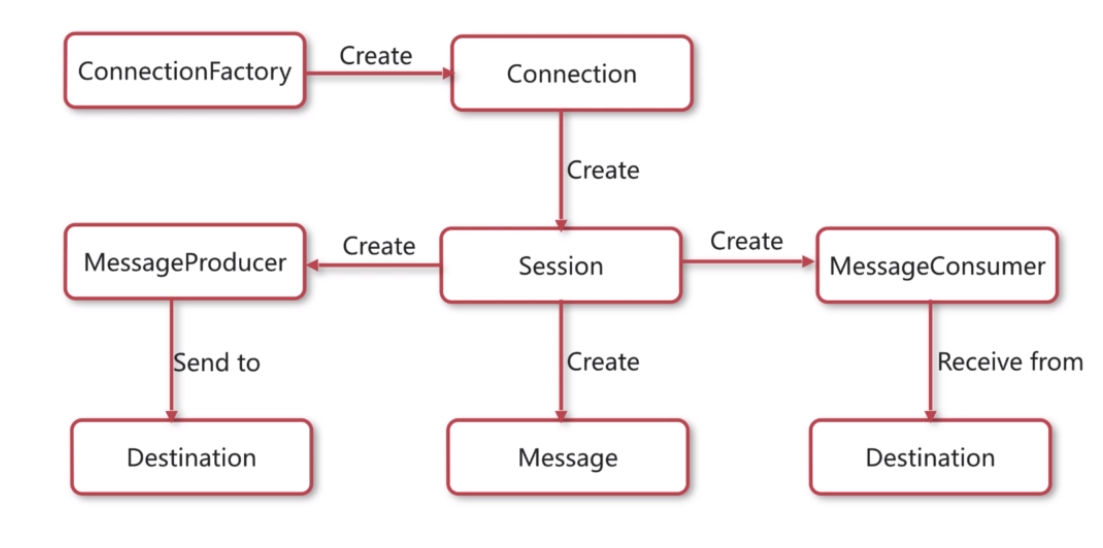 ConnectionFactory
Create
Connection
Create
MessageProducer
Create
Session
Create
MessageConsumer
Send to
Create
Receive from
Destination
Message
Destination